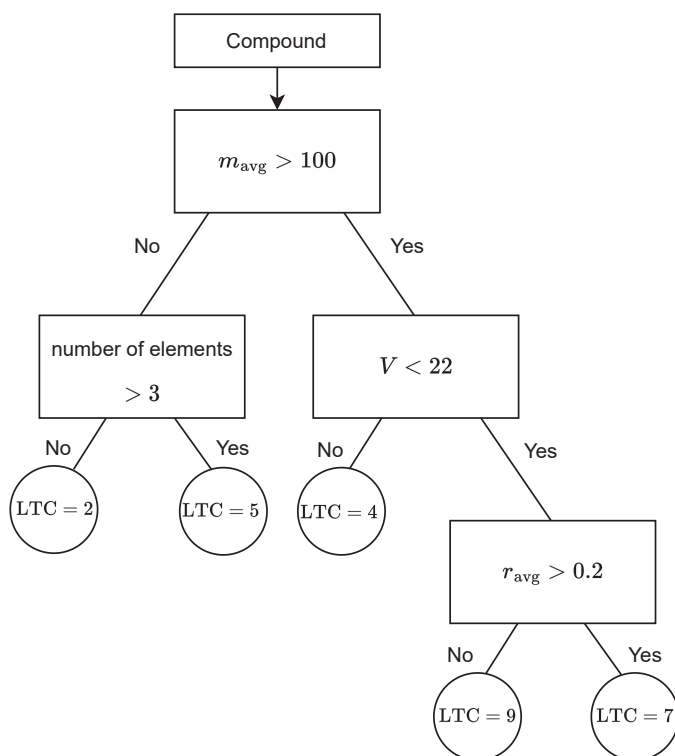 Compound
m_avg > 100
No
Yes
number of elements
> 3
V < 22
No
Yes
No
Yes
LTC = 2
LTC = 5
LTC = 4
r_avg > 0.2
No
Yes
LTC = 9
LTC = 7